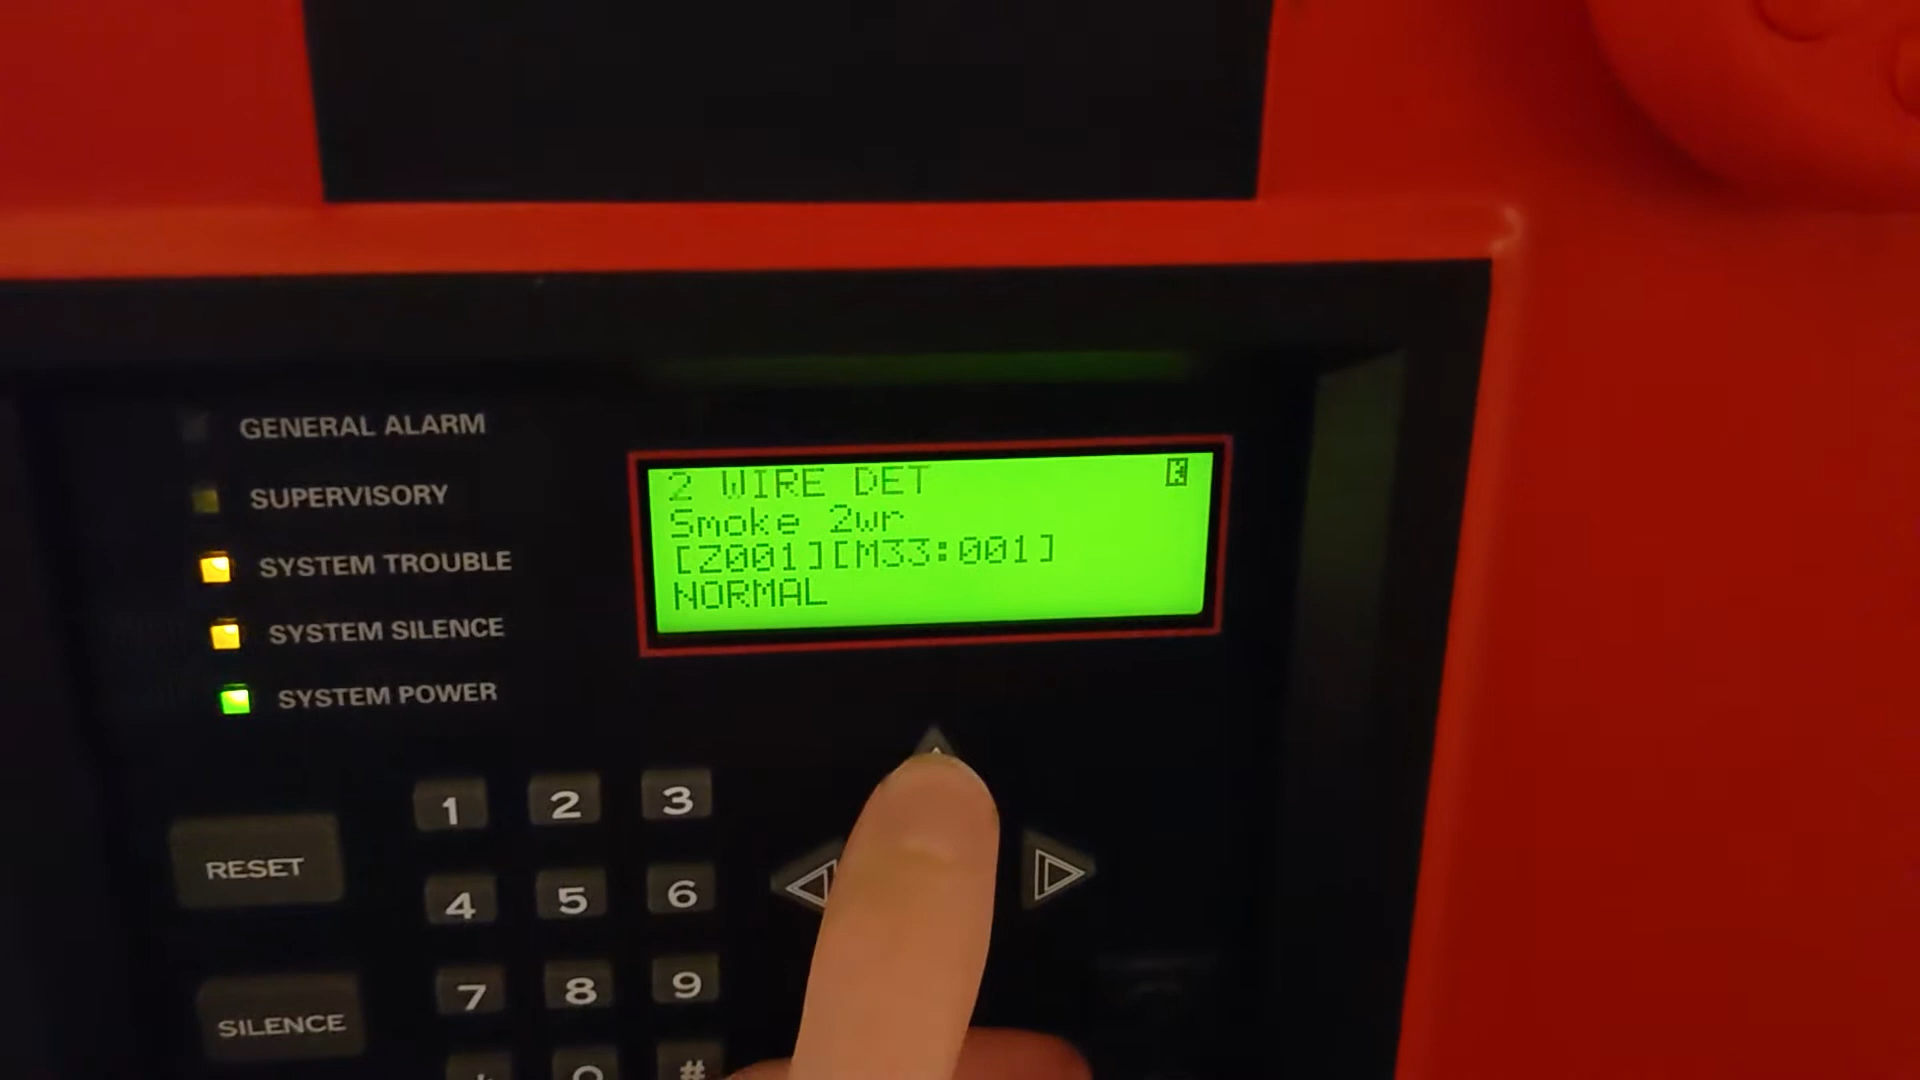 GENERAL ALARM
SUPERVISORY
SYSTEM TROUBLE
SYSTEM SILENCE
SYSTEM POWER
2 WIRE DET
Smoke 2wr
[Z001][M33:001]
NORMAL
1 2 3
RESET
4 5 6
7 8 9
SILENCE
0 #